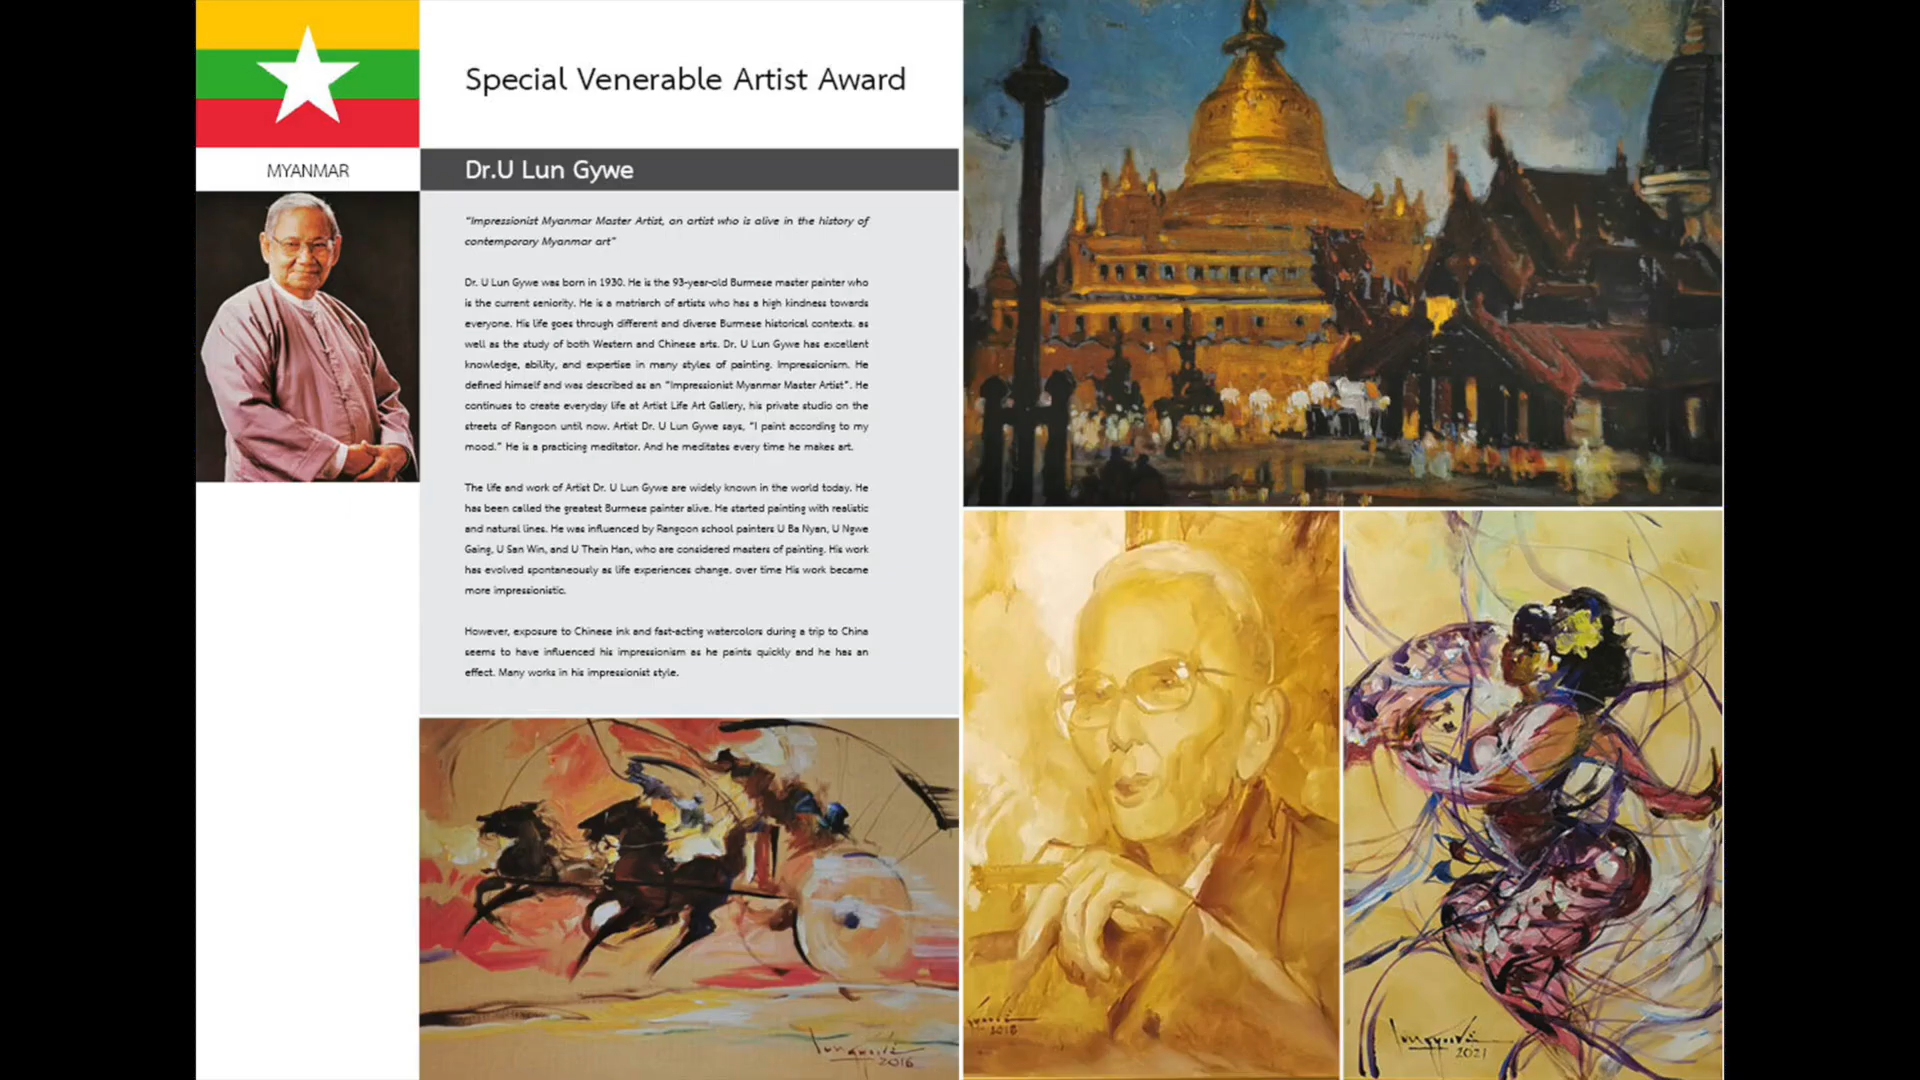 Special Venerable Artist Award
MYANMAR
Dr.U Lun Gywe
"Impressionist Myanmar Master Artist, an artist who is alive in the history of
contemporary Myanmar art"
Dr. U Lun Gywe was born in 1930. He is the 93-year-old Burmese master painter who
is the current seniority. He is a matriarch of artists who has a high kindness towards
everyone. His life goes through different and diverse Burmese historical contexts. as
well as the study of both Western and Chinese arts. Dr. U Lun Gywe has excellent
knowledge, ability, and expertise in many styles of painting. Impressionism. He
defined himself and was described as an "Impressionist Myanmar Master Artist". He
continues to create everyday life at Artist Life Art Gallery, his private studio on the
streets of Rangoon until now. Artist Dr. U Lun Gywe says, "I paint according to my
mood." He is a practicing meditator. And he meditates every time he makes art.
The life and work of Artist Dr. U Lun Gywe are widely known in the world today. He
has been called the greatest Burmese painter alive. He started painting with realistic
and natural lines. He was influenced by Rangoon school painters U Ba Nyan, U Ngwe
Gaing, U San Win, and U Thein Han, who are considered masters of painting. His work
has evolved spontaneously as life experiences change. over time His work became
more impressionistic.
However, exposure to Chinese ink and fast-acting watercolors during a trip to China
seems to have influenced his impressionism as he paints quickly and he has an
effect. Many works in his impressionist style.
2016
2018
2021